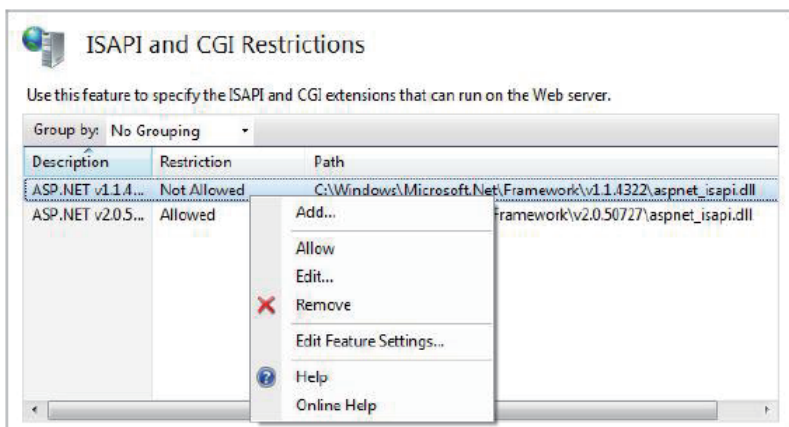 ISAPI and CGI Restrictions
Use this feature to specify the ISAPI and CGI extensions that can run on the Web server.
Group by: No Grouping
Description Restriction Path
ASP.NET v1.1.4... Not Allowed C:\Windows\Microsoft.Net\Framework\v1.1.4322\aspnet_isapi.dll
ASP.NET v2.0.5... Allowed Framework\v2.0.50727\aspnet_isapi.dll
Add...
Allow
Edit...
Remove
Edit Feature Settings...
Help
Online Help